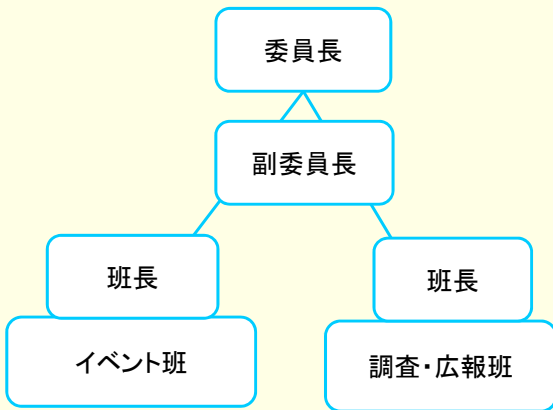 委員長
副委員長
班長
班長
イベント班
調査・広報班